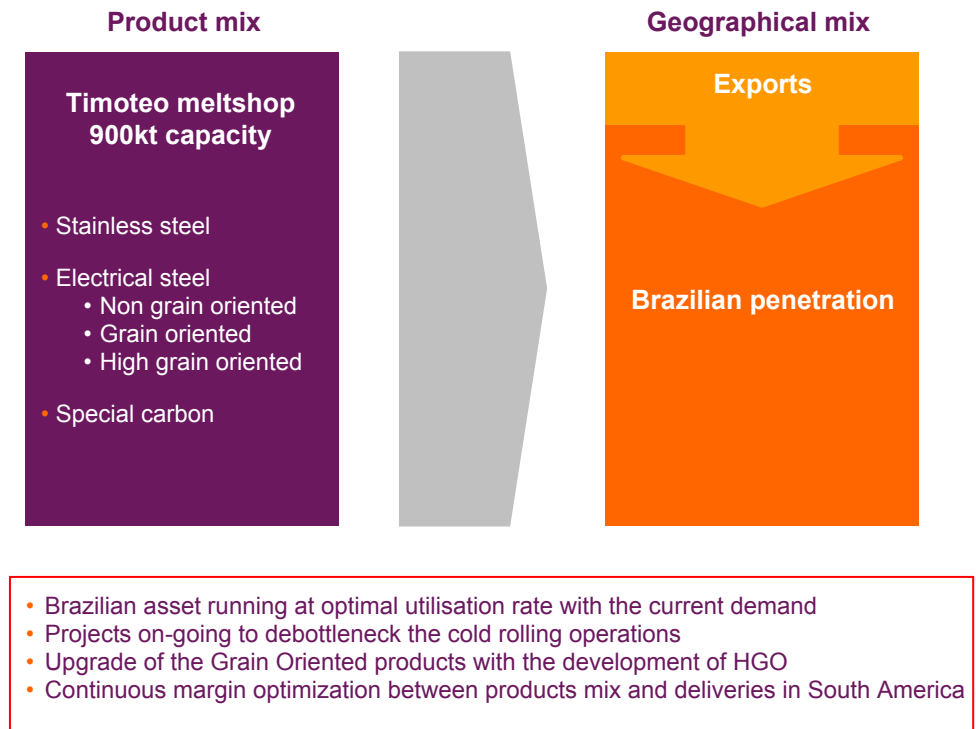 Product mix
Geographical mix
Timoteo meltshop
900kt capacity
• Stainless steel
• Electrical steel
• Non grain oriented
• Grain oriented
• High grain oriented
• Special carbon
Exports
Brazilian penetration
• Brazilian asset running at optimal utilisation rate with the current demand
• Projects on-going to debottleneck the cold rolling operations
• Upgrade of the Grain Oriented products with the development of HGO
• Continuous margin optimization between products mix and deliveries in South America